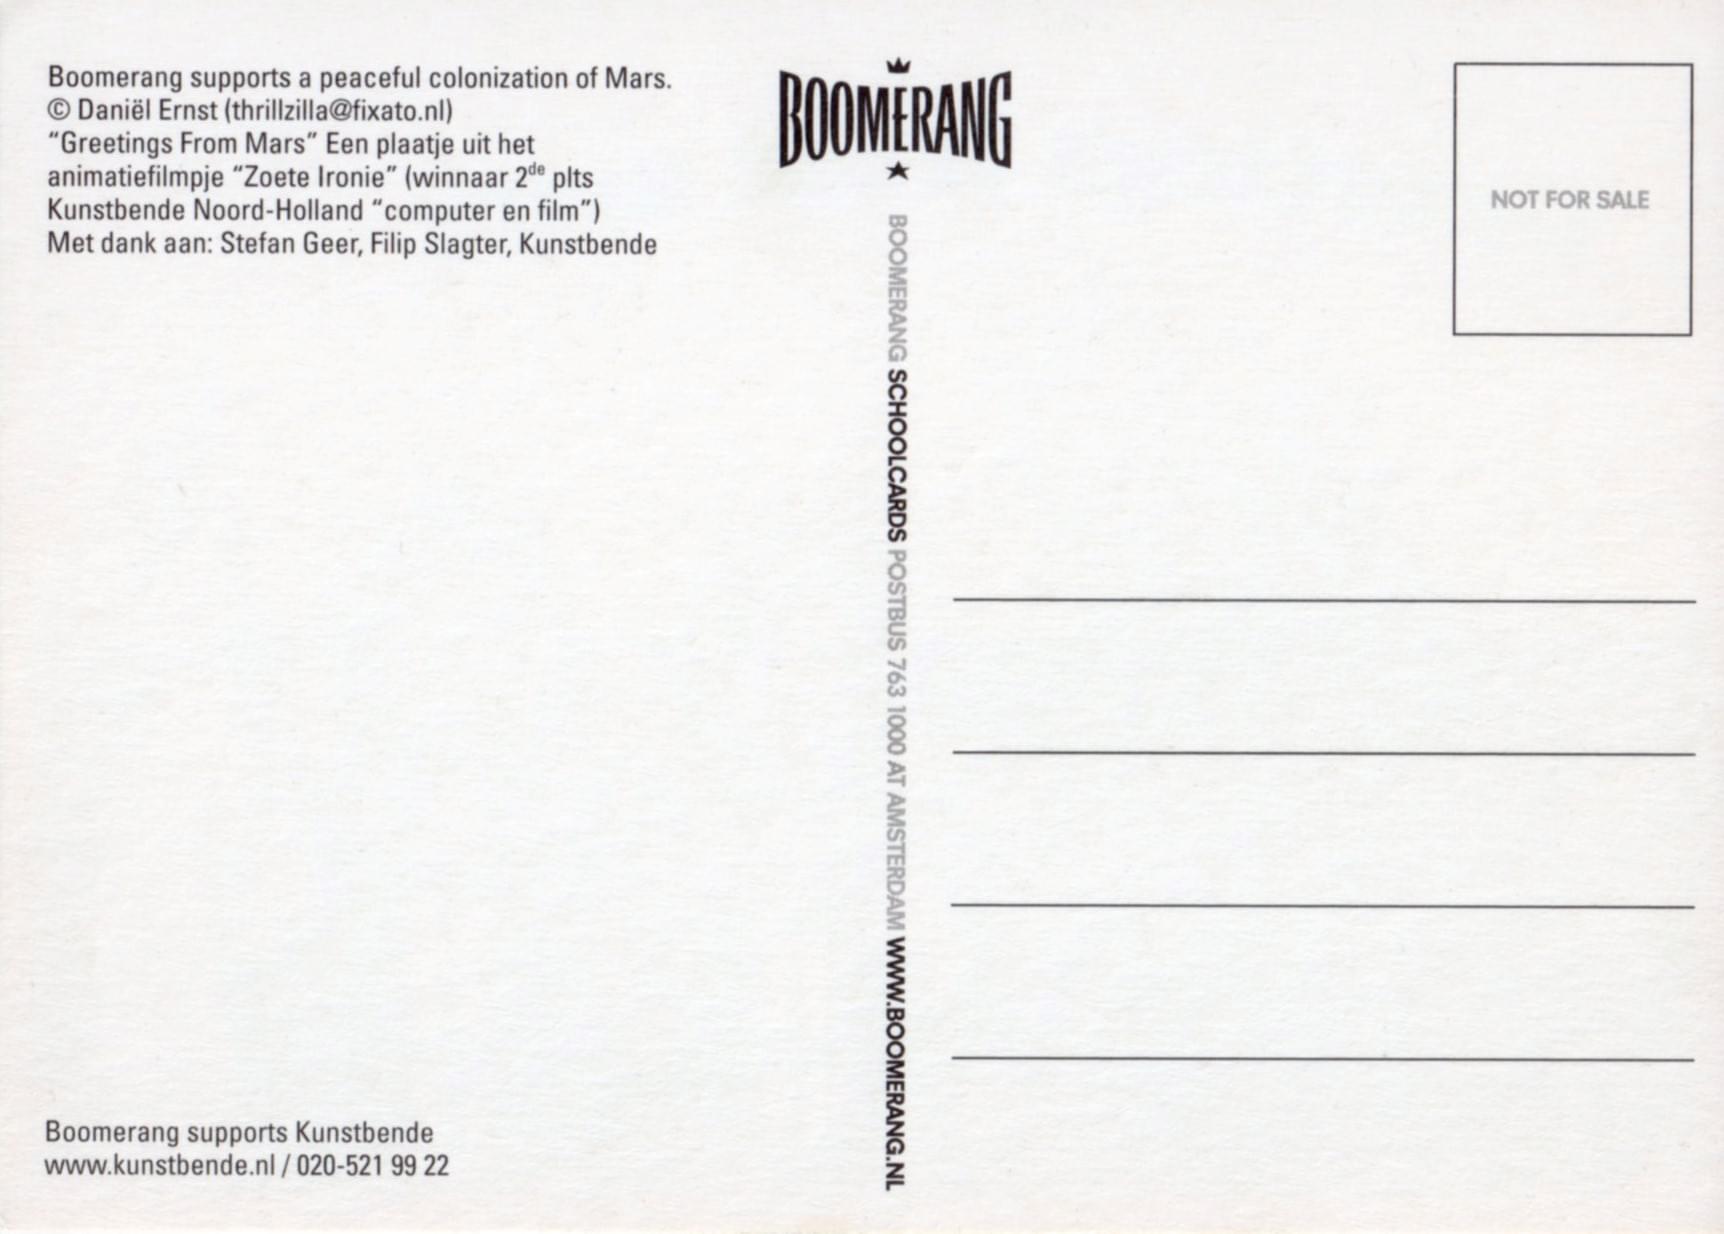 Boomerang supports a peaceful colonization of Mars.
© Daniël Ernst (thrillzilla@fixato.nl)
“Greetings From Mars” Een plaatje uit het
animatiefilmpje “Zoete Ironie” (winnaar 2de plts
Kunstbende Noord-Holland “computer en film”)
Met dank aan: Stefan Geer, Filip Slagter, Kunstbende
Boomerang supports Kunstbende
www.kunstbende.nl / 020-521 99 22
BOOMERANG
BOOMERANG SCHOOLCARDS POSTBUS 763 1000 AT AMSTERDAM WWW.BOOMERANG.NL
NOT FOR SALE